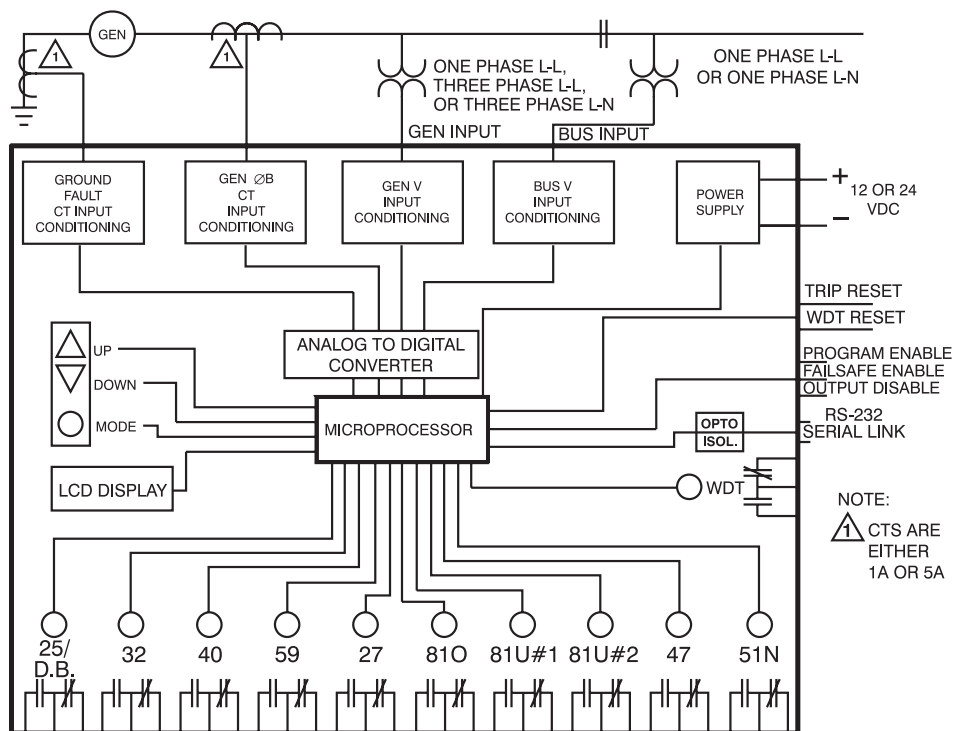 GEN
1
1
ONE PHASE L-L,
THREE PHASE L-L,
OR THREE PHASE L-N
ONE PHASE L-L
OR ONE PHASE L-N
GEN INPUT
BUS INPUT
GROUND
FAULT
CT INPUT
CONDITIONING
GEN ØB
CT
INPUT
CONDITIONING
GEN V
INPUT
CONDITIONING
BUS V
INPUT
CONDITIONING
POWER
SUPPLY
+
12 OR 24
VDC
–
TRIP RESET
WDT RESET
ANALOG TO DIGITAL
CONVERTER
UP
DOWN
MODE
PROGRAM ENABLE
FAILSAFE ENABLE
OUTPUT DISABLE
MICROPROCESSOR
OPTO
ISOL.
RS-232
SERIAL LINK
LCD DISPLAY
WDT
NOTE:
1 CTS ARE
EITHER
1A OR 5A
25/
D.B.
32
40
59
27
81O
81U#1
81U#2
47
51N